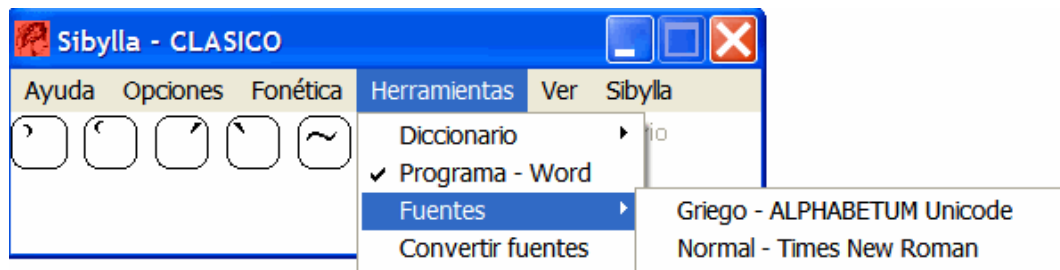 Sibylla - CLASICO
Ayuda Opciones Fonética Herramientas Ver Sibylla
Diccionario
Programa - Word
Fuentes
Griego - ALPHABETUM Unicode
Convertir fuentes
Normal - Times New Roman